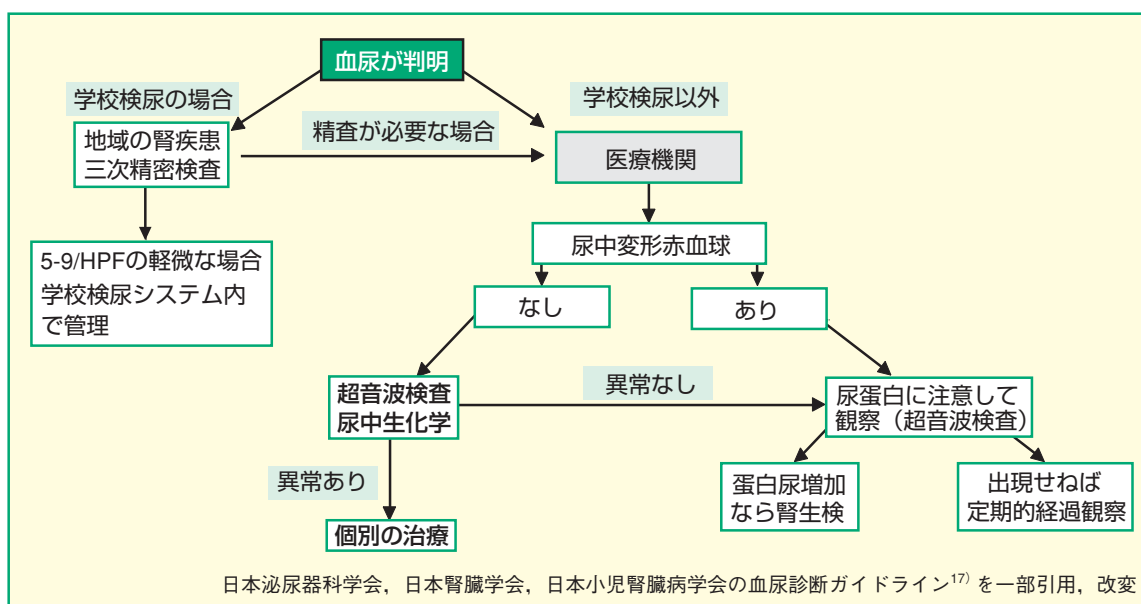 血尿が判明
学校検尿の場合
学校検尿以外
地域の腎疾患
三次精密検査
精査が必要な場合
医療機関
5-9/HPFの軽微な場合
学校検尿システム内
で管理
尿中変形赤血球
なし
あり
超音波検査
尿中生化学
異常なし
尿蛋白に注意して
観察（超音波検査）
異常あり
個別の治療
蛋白尿増加
なら腎生検
出現せねば
定期的経過観察
日本泌尿器科学会，日本腎臓学会，日本小児腎臓病学会の血尿診断ガイドライン17) を一部引用，改変